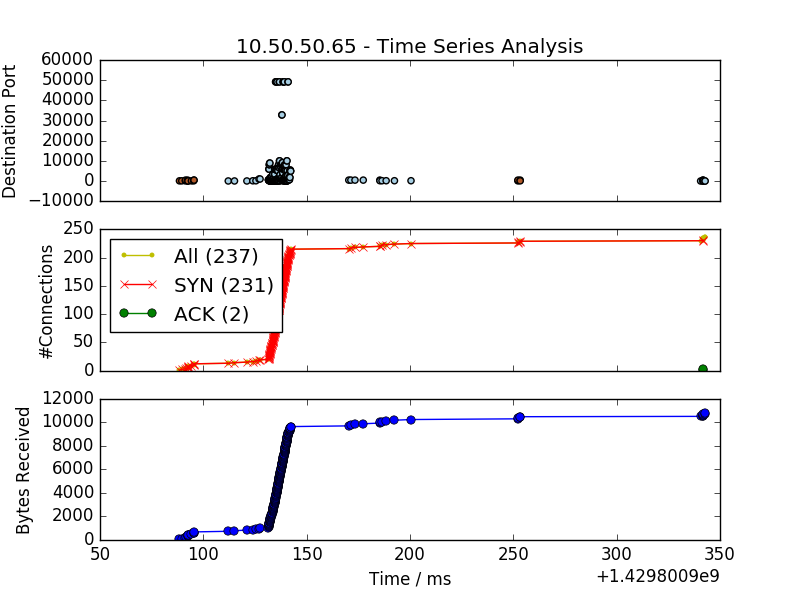 10.50.50.65 - Time Series Analysis
Destination Port
60000
50000
40000
30000
20000
10000
0
−10000
#Connections
250
200
150
100
50
0
All (237)
SYN (231)
ACK (2)
Bytes Received
12000
10000
8000
6000
4000
2000
0
50 100 150 200 250 300 350
Time / ms
+1.4298009e9